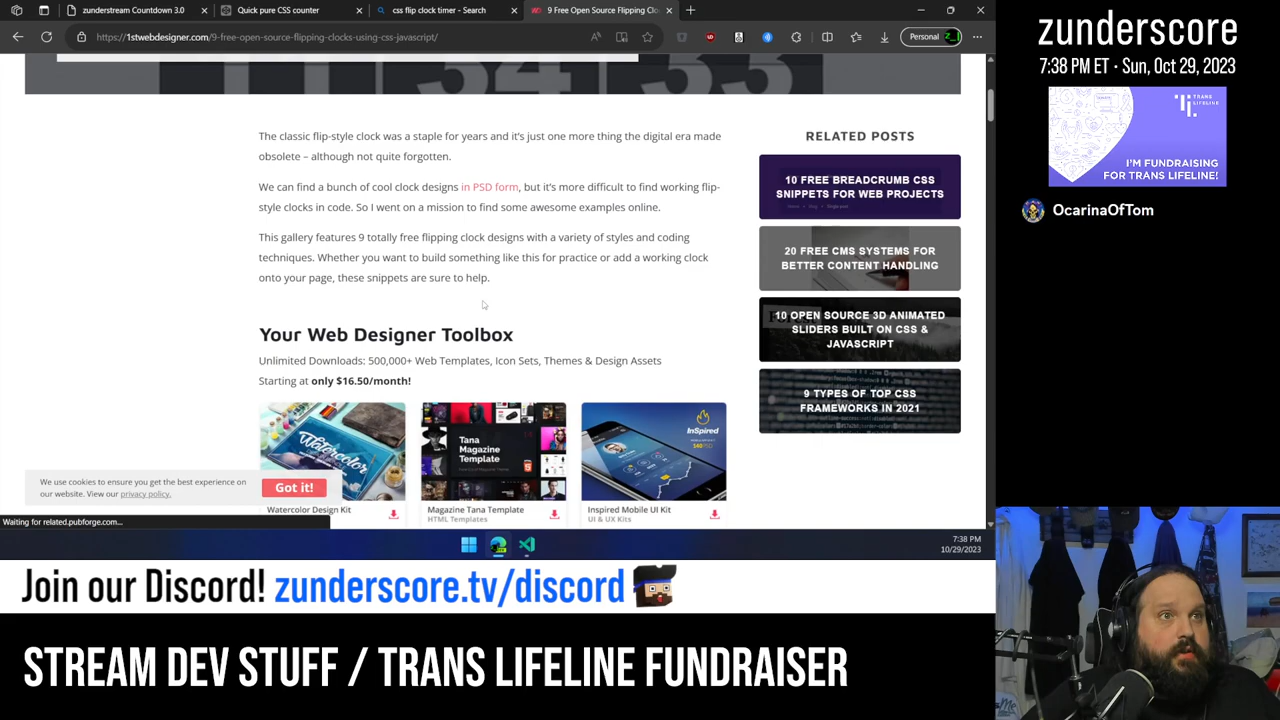 zunderstream Countdown 3.0
Quick pure CSS counter
css flip clock timer - Search
9 Free Open Source Flipping Clo
https://1stwebdesigner.com/9-free-open-source-flipping-clocks-using-css-javascript/
Personal
The classic flip-style clock was a staple for years and it's just one more thing the digital era made
obsolete – although not quite forgotten.
We can find a bunch of cool clock designs in PSD form, but it's more difficult to find working flip-
style clocks in code. So I went on a mission to find some awesome examples online.
This gallery features 9 totally free flipping clock designs with a variety of styles and coding
techniques. Whether you want to build something like this for practice or add a working clock
onto your page, these snippets are sure to help.
Your Web Designer Toolbox
Unlimited Downloads: 500,000+ Web Templates, Icon Sets, Themes & Design Assets
Starting at only $16.50/month!
Watercolor
Tana
Magazine
Template
InSpired
Watercolor Design Kit
Magazine Tana Template
HTML Templates
Inspired Mobile UI Kit
UI & UX Kits
RELATED POSTS
10 FREE BREADCRUMB CSS
SNIPPETS FOR WEB PROJECTS
20 FREE CMS SYSTEMS FOR
BETTER CONTENT HANDLING
10 OPEN SOURCE 3D ANIMATED
SLIDERS BUILT ON CSS &
JAVASCRIPT
9 TYPES OF TOP CSS
FRAMEWORKS IN 2021
We use cookies to ensure you get the best experience
on our website. View our privacy policy.
Got it!
Waiting for related.pubforge.com...
7:38 PM
10/29/2023
zunderscore
7:38 PM ET · Sun, Oct 29, 2023
TRANS
LIFELINE
I'M FUNDRAISING
FOR TRANS LIFELINE!
OcarinaOfTom
Join our Discord! zunderscore.tv/discord
STREAM DEV STUFF / TRANS LIFELINE FUNDRAISER